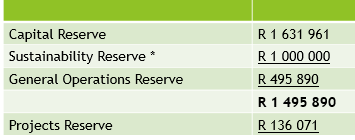 Capital Reserve R 1 631 961
Sustainability Reserve * R 1 000 000
General Operations Reserve R 495 890
R 1 495 890
Projects Reserve R 136 071